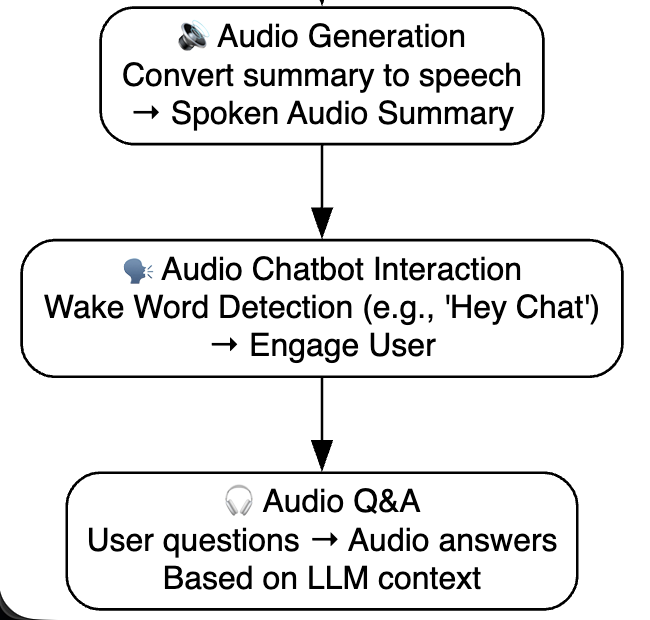 🔊 Audio Generation
Convert summary to speech
→ Spoken Audio Summary
🗣️ Audio Chatbot Interaction
Wake Word Detection (e.g., 'Hey Chat')
→ Engage User
🎧 Audio Q&A
User questions → Audio answers
Based on LLM context